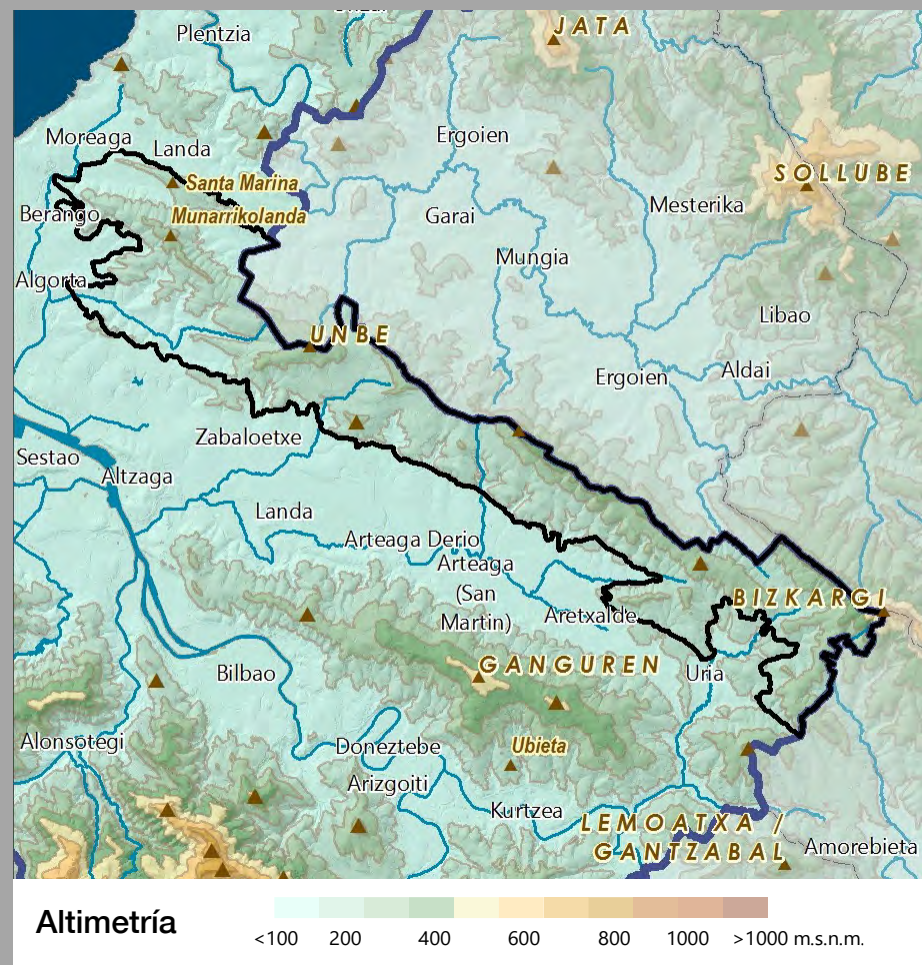 JATA
Plentzia
Moreaga
Landa
Ergoien
SOLLUBE
Santa Marina
Mesterika
Berango
Munarrikolanda
Garai
Mungia
Algorta
Libao
UNBE
Ergoien
Aldai
Zabaloetxe
Sestao
Altzaga
Landa
Arteaga Derio
Arteaga
(San
Martin)
Aretxalde
BIZKARGI
GANGUREN
Bilbao
Uria
Alonsotegi
Doneztebe
Ubieta
Arizgoiti
Kurtzea
LEMOATXA /
GANTZABAL
Amorebieta
Altimetría
<100 200 400 600 800 1000 >1000 m.s.n.m.